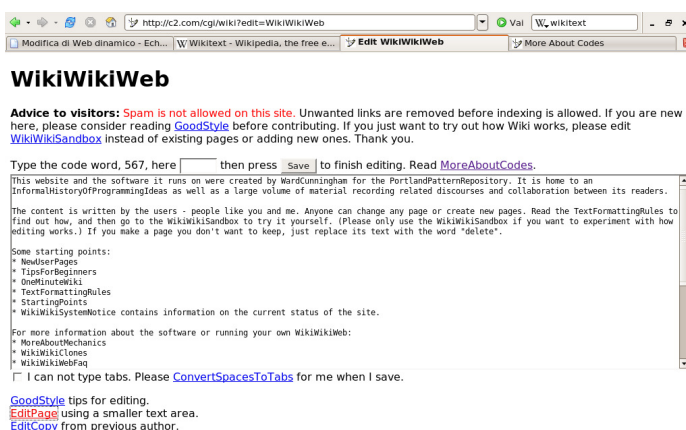 http://c2.com/cgi/wiki?edit=WikiWikiWeb Vai wikitext
Modifica di Web dinamico - Ech... Wikitext - Wikipedia, the free e... Edit WikiWikiWeb More About Codes
WikiWikiWeb
Advice to visitors: Spam is not allowed on this site. Unwanted links are removed before indexing is allowed. If you are new
here, please consider reading GoodStyle before contributing. If you just want to try out how Wiki works, please edit
WikiWikiSandbox instead of existing pages or adding new ones. Thank you.
Type the code word, 567, here then press Save to finish editing. Read MoreAboutCodes.
This website and the software it runs on were created by WardCunningham for the PortlandPatternRepository. It is home to an
InformalHistoryOfProgrammingIdeas as well as a large volume of material recording related discourses and collaboration between its readers.
The content is written by the users - people like you and me. Anyone can change any page or create new pages. Read the TextFormattingRules to
find out how, and then go to the WikiWikiSandbox to try it yourself. (Please only use the WikiWikiSandbox if you want to experiment with how
editing works.) If you make a page you don't want to keep, just replace its text with the word "delete".
Some starting points:
* NewUserPages
* TipsForBeginners
* OneMinuteWiki
* TextFormattingRules
* StartingPoints
* WikiWikiSystemNotice contains information on the current status of the site.
For more information about the software or running your own WikiWikiWeb:
* MoreAboutMechanics
* WikiWikiClones
* WikiWikiWebFaq
I can not type tabs. Please ConvertSpacesToTabs for me when I save.
GoodStyle tips for editing.
EditPage using a smaller text area.
EditCopy from previous author.